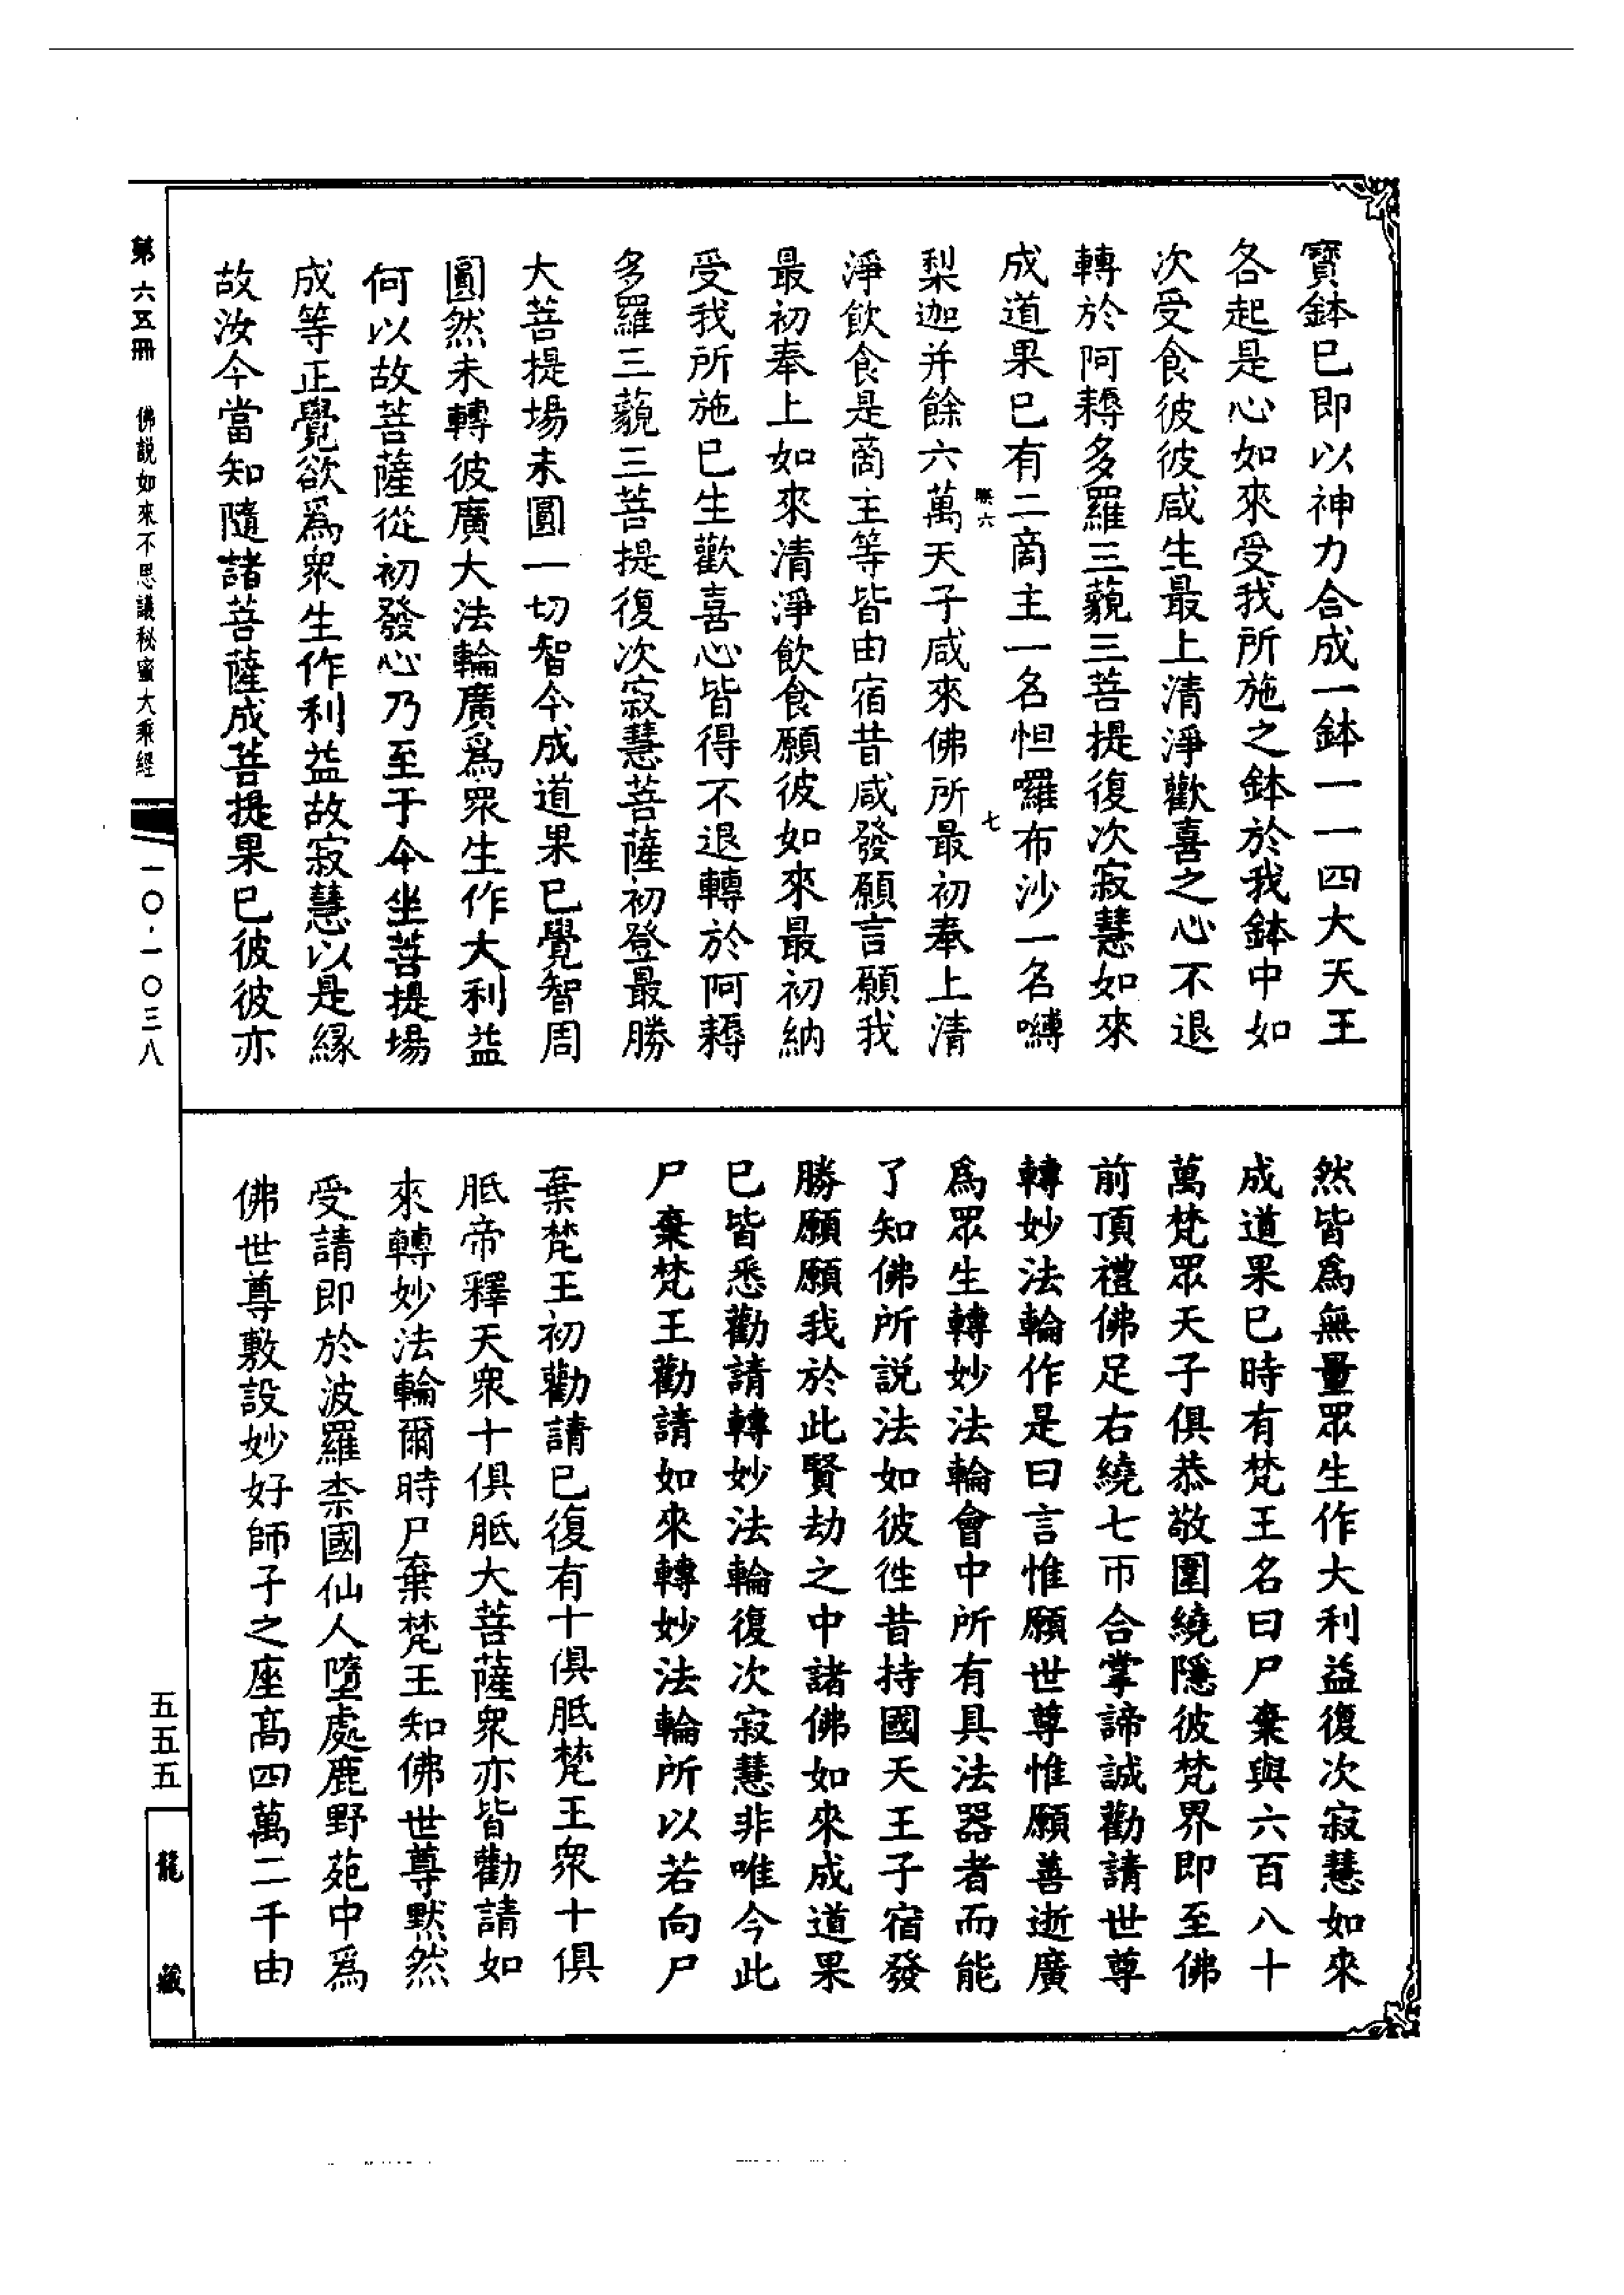 寶鉢已即以神力合成一鉢一一四大天王
各起是心如來受我所施之鉢於我鉢中如
次受食彼彼咸生最上清淨歡喜之心不退
轉於阿耨多羅三藐三菩提復次寂慧如來
成道果已有二啇主一名怛囉布沙一名嚩
梨迦并餘六萬天子咸來佛所最初奉上清
淨飲食是啇主等皆由宿昔咸發願言願我
最初奉上如來清淨飲食願彼如來最初納
受我所施已生歡喜心皆得不退轉於阿耨
多羅三藐三菩提復次寂慧菩薩初登最勝
大菩提場未圓一切智今成道果已覺智周
圓然未轉彼廣大法輪廣爲衆生作大利益
何以故菩薩從初發心乃至于今坐菩提場
成等正覺欲爲衆生作利益故寂慧以是緣
故汝今當知隨諸菩薩成菩提果已彼彼亦
然皆爲無量眾生作大利益復次寂慧如來
成道果已時有梵王名曰尸棄與六百八十
萬梵眾天子俱恭敬圍繞隱彼梵界即至佛
前頂禮佛足右繞七帀合掌諦誠勸請世尊
轉妙法輪作是曰言惟願世尊惟願善逝廣
爲眾生轉妙法輪會中所有具法器者而能
了知佛所說法如彼徃昔持國天王子宿發
勝願願我於此賢劫之中諸佛如來成道果
已皆悉勸請轉妙法輪復次寂慧非唯今此
尸棄梵王勸請如來轉妙法輪所以若向尸
棄梵王初勸請已復有十俱胝梵王衆十俱
胝帝釋天衆十俱胝大菩薩衆亦皆勸請如
來轉妙法輪爾時尸棄梵王知佛世尊默然
受請即於波羅柰國仙人墮處鹿野苑中爲
佛世尊敷設妙好師子之座高四萬二千由
六
七
第六五冊　佛說如來不思議秘蜜大乘經
一〇·一〇三八
五五五
龍藏